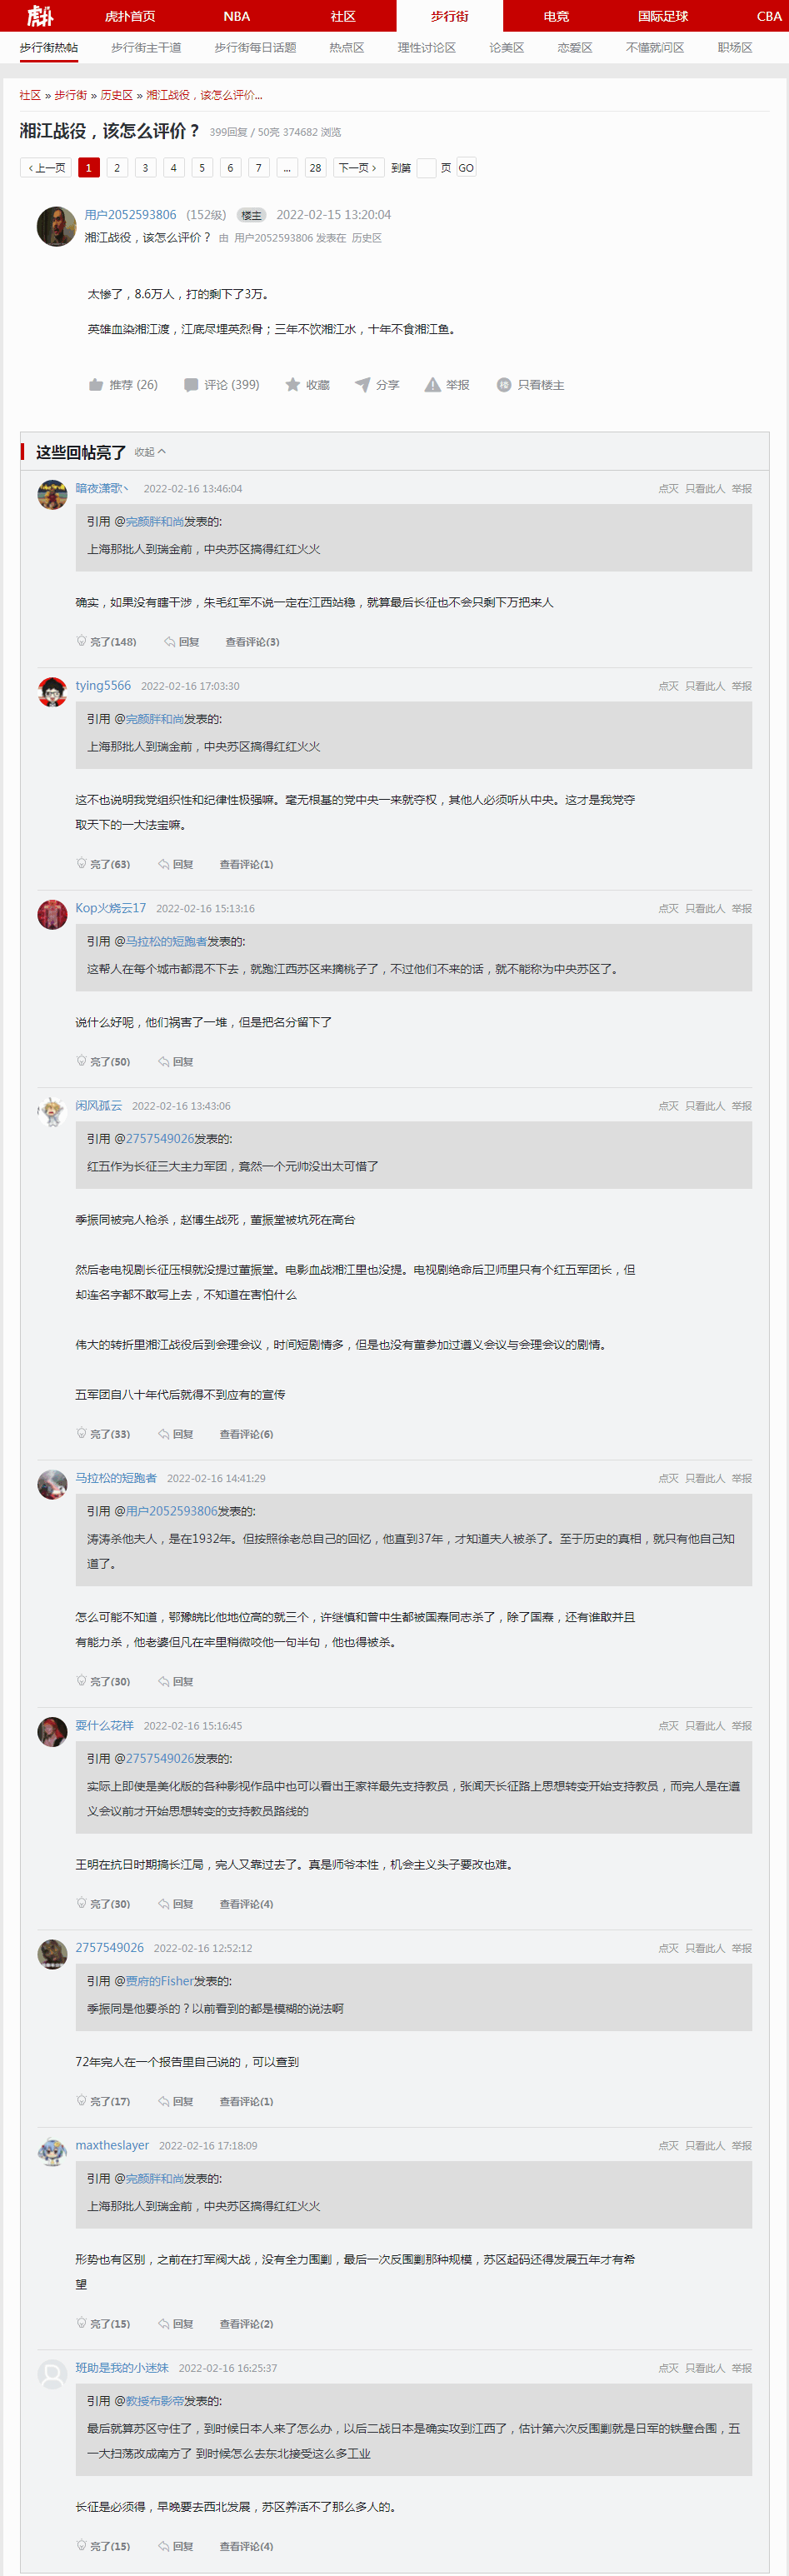 虎扑
虎扑首页 NBA 社区 步行街 电竞 国际足球 CBA
步行街热帖 步行街主干道 步行街每日话题 热点区 理性讨论区 论美区 恋爱区 不懂就问区 职场区
社区 » 步行街 » 历史区 » 湘江战役，该怎么评价...
湘江战役，该怎么评价？ 399回复 / 50亮 374682 浏览
‹ 上一页 1 2 3 4 5 6 7 ... 28 下一页 › 到第 页 GO
用户2052593806 (152级) 楼主 2022-02-15 13:20:04
湘江战役，该怎么评价？ 由 用户2052593806 发表在 历史区
太惨了，8.6万人，打的剩下了3万。
英雄血染湘江渡，江底尽埋英烈骨；三年不饮湘江水，十年不食湘江鱼。
推荐 (26) 评论 (399) 收藏 分享 举报 楼 只看楼主
这些回帖亮了 收起
暗夜潇歌丶 2022-02-16 13:46:04 点灭 只看此人 举报
引用 @完颜胖和尚发表的:
上海那批人到瑞金前，中央苏区搞得红红火火
确实，如果没有瞎干涉，朱毛红军不说一定在江西站稳，就算最后长征也不会只剩下万把来人
亮了(148) 回复 查看评论(3)
tying5566 2022-02-16 17:03:30 点灭 只看此人 举报
引用 @完颜胖和尚发表的:
上海那批人到瑞金前，中央苏区搞得红红火火
这不也说明我党组织性和纪律性极强嘛。毫无根基的党中央一来就夺权，其他人必须听从中央。这才是我党夺
取天下的一大法宝嘛。
亮了(63) 回复 查看评论(1)
Kop火烧云17 2022-02-16 15:13:16 点灭 只看此人 举报
引用 @马拉松的短跑者发表的:
这帮人在每个城市都混不下去，就跑江西苏区来摘桃子了，不过他们不来的话，就不能称为中央苏区了。
说什么好呢，他们祸害了一堆，但是把名分留下了
亮了(50) 回复
闲风孤云 2022-02-16 13:43:06 点灭 只看此人 举报
引用 @2757549026发表的:
红五作为长征三大主力军团，竟然一个元帅没出太可惜了
季振同被完人枪杀，赵博生战死，董振堂被坑死在高台
然后老电视剧长征压根就没提过董振堂。电影血战湘江里也没提。电视剧绝命后卫师里只有个红五军团长，但
却连名字都不敢写上去，不知道在害怕什么
伟大的转折里湘江战役后到会理会议，时间短剧情多，但是也没有董参加过遵义会议与会理会议的剧情。
五军团自八十年代后就得不到应有的宣传
亮了(33) 回复 查看评论(6)
马拉松的短跑者 2022-02-16 14:41:29 点灭 只看此人 举报
引用 @用户2052593806发表的:
涛涛杀他夫人，是在1932年。但按照徐老总自己的回忆，他直到37年，才知道夫人被杀了。至于历史的真相，就只有他自己知
道了。
怎么可能不知道，鄂豫皖比他地位高的就三个，许继慎和曾中生都被国焘同志杀了，除了国焘，还有谁敢并且
有能力杀，他老婆但凡在牢里稍微咬他一句半句，他也得被杀。
亮了(30) 回复
耍什么花样 2022-02-16 15:16:45 点灭 只看此人 举报
引用 @2757549026发表的:
实际上即使是美化版的各种影视作品中也可以看出王家祥最先支持教员，张闻天长征路上思想转变开始支持教员，而完人是在遵
义会议前才开始思想转变的支持教员路线的
王明在抗日时期搞长江局，完人又靠过去了。真是师爷本性，机会主义头子要改也难。
亮了(30) 回复 查看评论(4)
2757549026 2022-02-16 12:52:12 点灭 只看此人 举报
引用 @贾府的Fisher发表的:
季振同是他要杀的？以前看到的都是模糊的说法啊
72年完人在一个报告里自己说的，可以查到
亮了(17) 回复 查看评论(1)
maxtheslayer 2022-02-16 17:18:09 点灭 只看此人 举报
引用 @完颜胖和尚发表的:
上海那批人到瑞金前，中央苏区搞得红红火火
形势也有区别，之前在打军阀大战，没有全力围剿，最后一次反围剿那种规模，苏区起码还得发展五年才有希
望
亮了(15) 回复 查看评论(2)
班助是我的小迷妹 2022-02-16 16:25:37 点灭 只看此人 举报
引用 @教授布影帝发表的:
最后就算苏区守住了，到时候日本人来了怎么办，以后二战日本是确实攻到江西了，估计第六次反围剿就是日军的铁壁合围，五
一大扫荡改成南方了 到时候怎么去东北接受这么多工业
长征是必须得，早晚要去西北发展，苏区养活不了那么多人的。
亮了(15) 回复 查看评论(4)